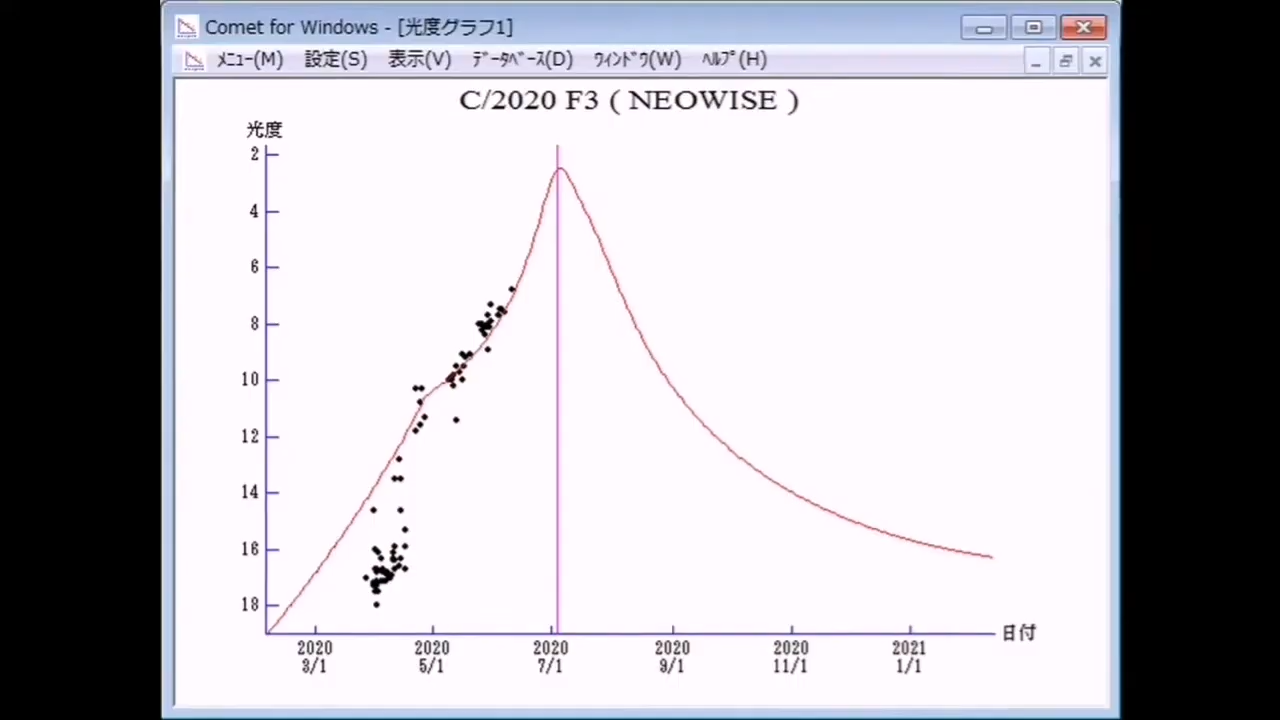 Comet for Windows - [光度グラフ1]
ﾒﾆｭｰ(M) 設定(S) 表示(V) ﾃﾞｰﾀﾍﾞｰｽ(D) ｳｨﾝﾄﾞｳ(W) ﾍﾙﾌﾟ(H)
C/2020 F3 ( NEOWISE )
光度
2
4
6
8
10
12
14
16
18
2020 2020 2020 2020 2020 2021 日付
3/1 5/1 7/1 9/1 11/1 1/1